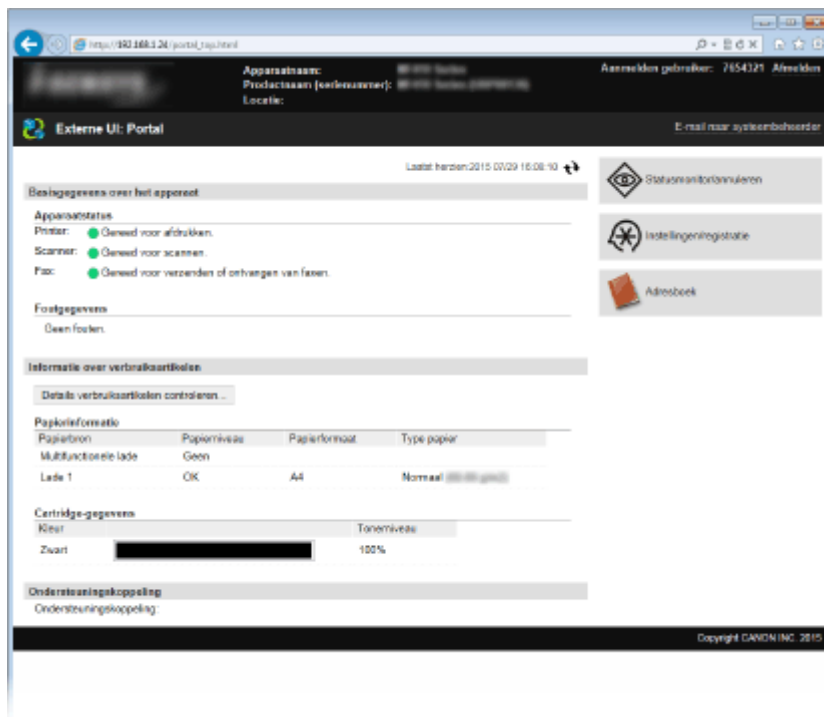 http://192.168.1.24/portal_top.html
Apparaatnaam:
Aanmelden gebruiker: 7654321 Afmelden
Productnaam (serienummer):
Locatie:
Externe UI: Portal
E-mail naar systeembeheerder
Laatst herzien:2015 07/29 16:08:10
Basisgegevens over het apparaat
Apparaatstatus
Printer: Gereed voor afdrukken.
Scanner: Gereed voor scannen.
Fax: Gereed voor verzenden of ontvangen van faxen.
Foutgegevens
Geen fouten.
Statusmonitor/annuleren
Instellingen/registratie
Adresboek
Informatie over verbruiksartikelen
Details verbruiksartikelen controleren...
Papierinformatie
Papierbron Papierniveau Papierformaat Type papier
Multifunctionele lade Geen
Lade 1 OK A4 Normaal
Cartridge-gegevens
Kleur Tonerniveau
Zwart 100%
Ondersteuningskoppeling
Ondersteuningskoppeling:
Copyright CANON INC. 2015